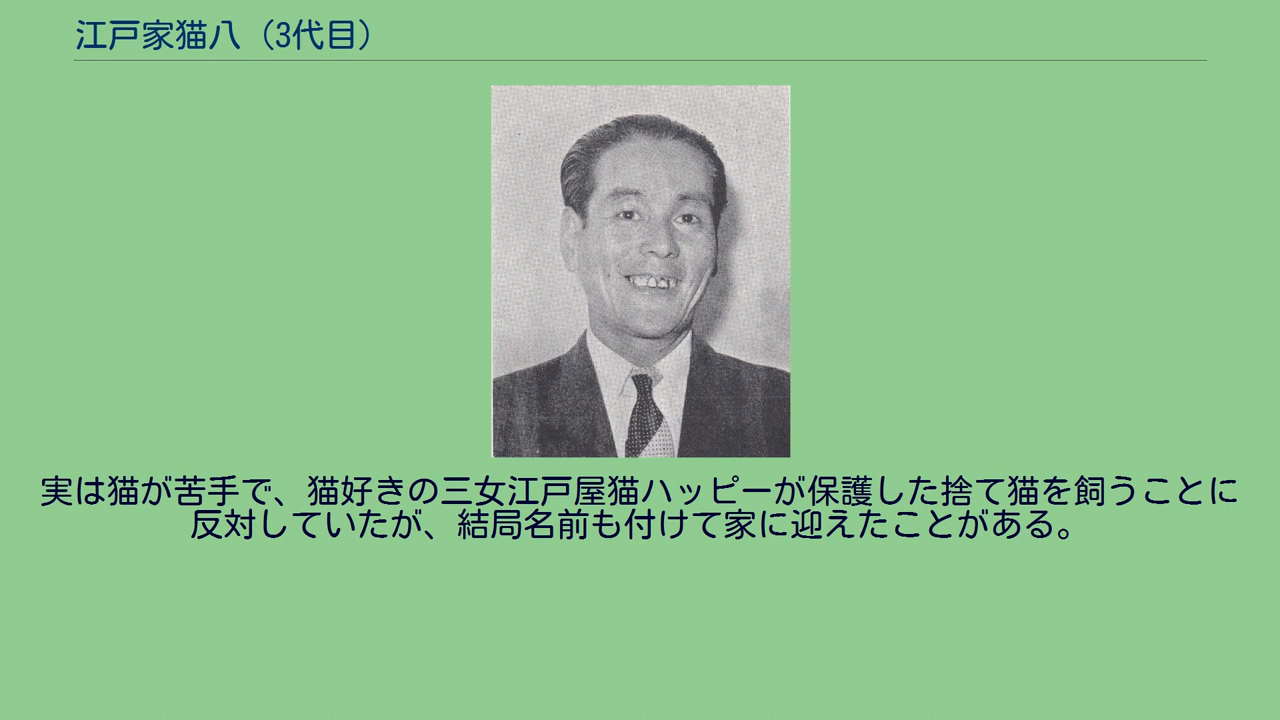 江戸家猫八（3代目）
実は猫が苦手で、猫好きの三女江戸屋猫ハッピーが保護した捨て猫を飼うことに
反対していたが、結局名前も付けて家に迎えたことがある。